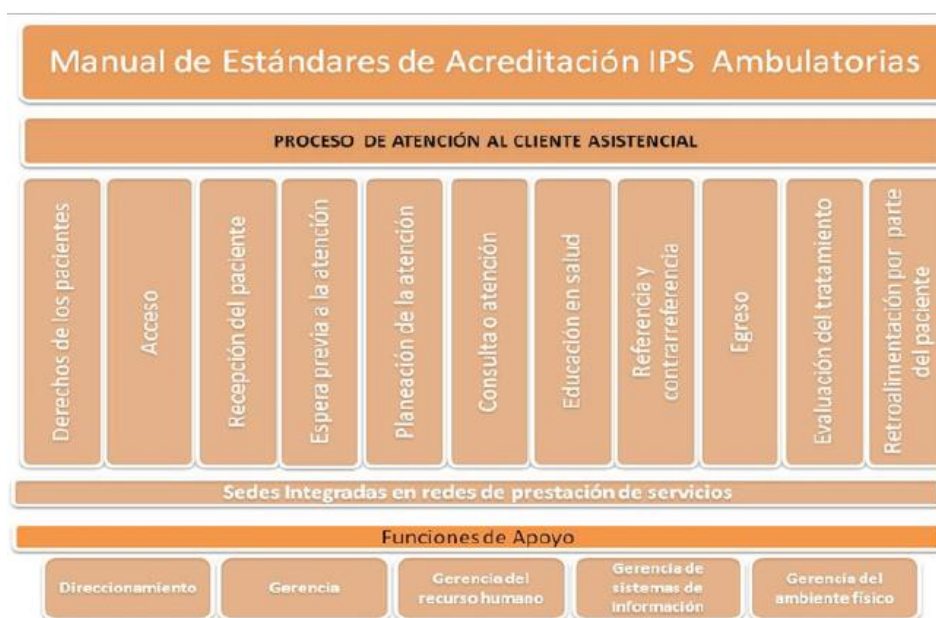 Manual de Estándares de Acreditación IPS Ambulatorias
PROCESO DE ATENCIÓN AL CLIENTE ASISTENCIAL
Derechos de los pacientes
Acceso
Recepción del paciente
Espera previa a la atención
Planeación de la atención
Consulta o atención
Educación en salud
Referencia y
contrarreferencia
Egreso
Evaluación del tratamiento
Retroalimentación por parte
del paciente
Sedes Integradas en redes de prestación de servicios
Funciones de Apoyo
Direccionamiento
Gerencia
Gerencia del
recurso humano
Gerencia de
sistemas de
información
Gerencia del
ambiente físico